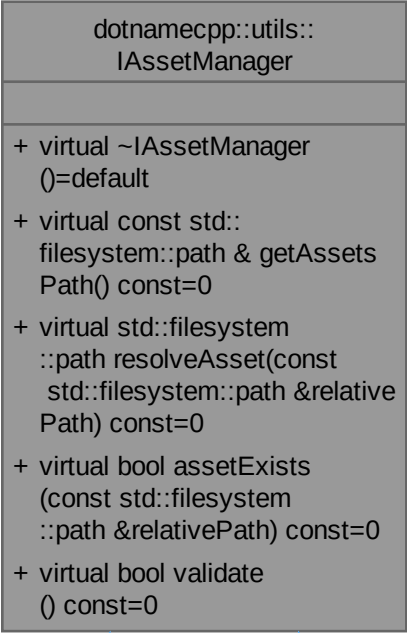 dotnamecpp::utils::
IAssetManager
+ virtual ~IAssetManager
()=default
+ virtual const std::
filesystem::path & getAssets
Path() const=0
+ virtual std::filesystem
::path resolveAsset(const
std::filesystem::path &relative
Path) const=0
+ virtual bool assetExists
(const std::filesystem
::path &relativePath) const=0
+ virtual bool validate
() const=0